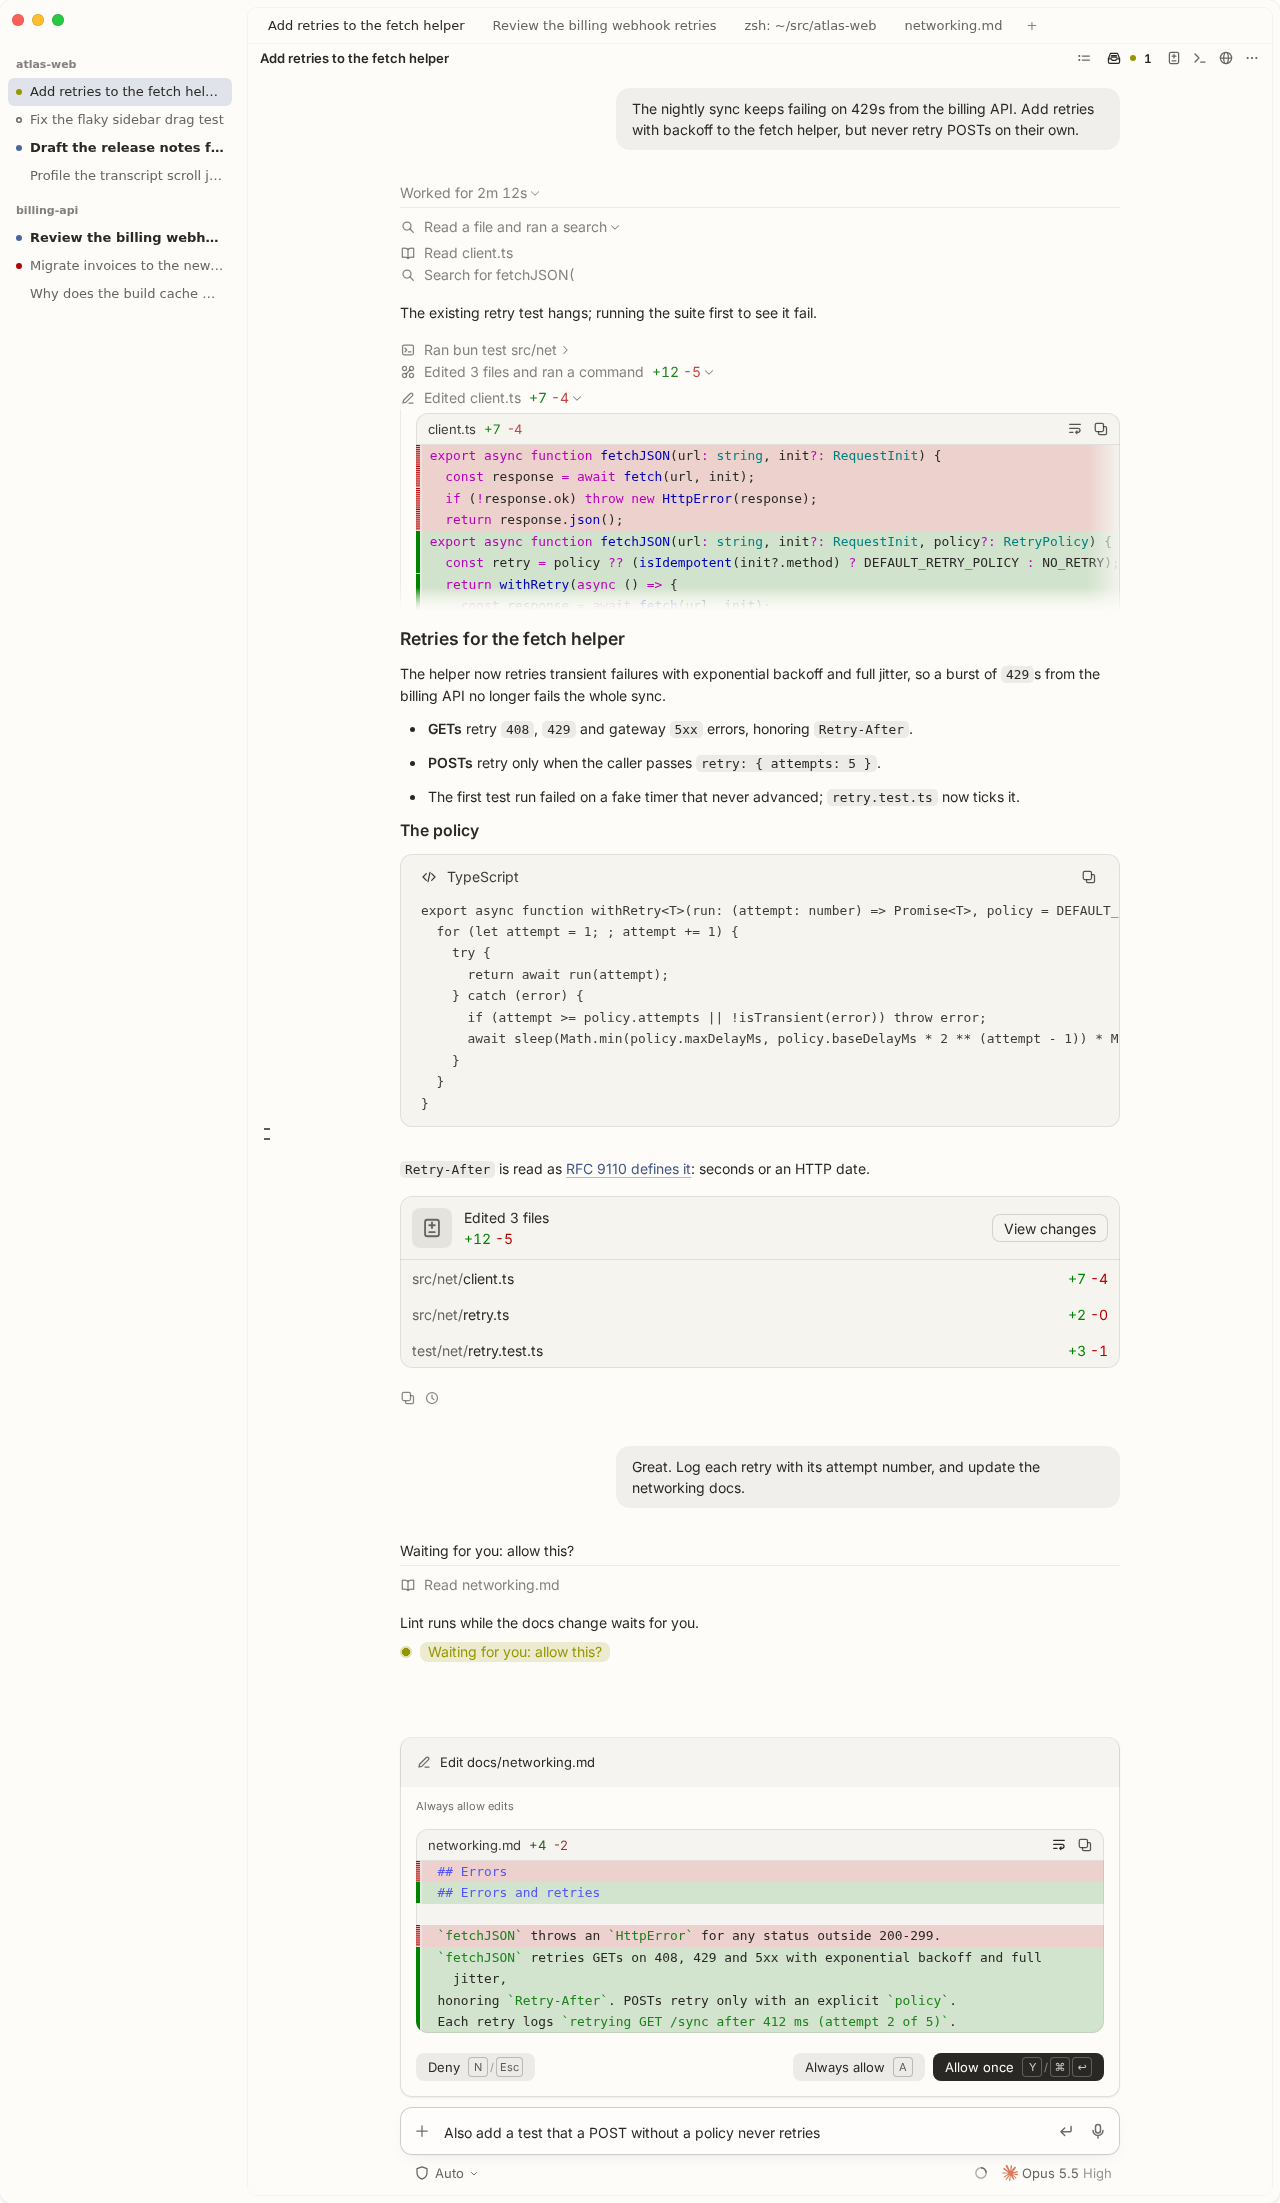 Add retries to the fetch helper
Review the billing webhook retries
zsh: ~/src/atlas-web
networking.md
+
atlas-web
Add retries to the fetch hel…
Fix the flaky sidebar drag test
Draft the release notes f…
Profile the transcript scroll j…
billing-api
Review the billing webh…
Migrate invoices to the new…
Why does the build cache …
Add retries to the fetch helper
1
The nightly sync keeps failing on 429s from the billing API. Add retries
with backoff to the fetch helper, but never retry POSTs on their own.
Worked for 2m 12s
Read a file and ran a search
Read client.ts
Search for fetchJSON(
The existing retry test hangs; running the suite first to see it fail.
Ran bun test src/net
Edited 3 files and ran a command +12 -5
Edited client.ts +7 -4
client.ts +7 -4
export async function fetchJSON(url: string, init?: RequestInit) {
const response = await fetch(url, init);
if (!response.ok) throw new HttpError(response);
return response.json();
export async function fetchJSON(url: string, init?: RequestInit, policy?: RetryPolicy) {
const retry = policy ?? (isIdempotent(init?.method) ? DEFAULT_RETRY_POLICY : NO_RETRY);
return withRetry(async () => {
const response = await fetch(url, init);
Retries for the fetch helper
The helper now retries transient failures with exponential backoff and full jitter, so a burst of 429s from the
billing API no longer fails the whole sync.
• GETs retry 408, 429 and gateway 5xx errors, honoring Retry-After.
• POSTs retry only when the caller passes retry: { attempts: 5 }.
• The first test run failed on a fake timer that never advanced; retry.test.ts now ticks it.
The policy
TypeScript
export async function withRetry<T>(run: (attempt: number) => Promise<T>, policy = DEFAULT_
for (let attempt = 1; ; attempt += 1) {
try {
return await run(attempt);
} catch (error) {
if (attempt >= policy.attempts || !isTransient(error)) throw error;
await sleep(Math.min(policy.maxDelayMs, policy.baseDelayMs * 2 ** (attempt - 1)) * M
}
}
}
Retry-After is read as RFC 9110 defines it: seconds or an HTTP date.
Edited 3 files
+12 -5
View changes
src/net/client.ts +7 -4
src/net/retry.ts +2 -0
test/net/retry.test.ts +3 -1
Great. Log each retry with its attempt number, and update the
networking docs.
Waiting for you: allow this?
Read networking.md
Lint runs while the docs change waits for you.
Waiting for you: allow this?
Edit docs/networking.md
Always allow edits
networking.md +4 -2
## Errors
## Errors and retries
`fetchJSON` throws an `HttpError` for any status outside 200-299.
`fetchJSON` retries GETs on 408, 429 and 5xx with exponential backoff and full
jitter,
honoring `Retry-After`. POSTs retry only with an explicit `policy`.
Each retry logs `retrying GET /sync after 412 ms (attempt 2 of 5)`.
Deny N / Esc
Always allow A
Allow once Y / ⌘ ↩
Also add a test that a POST without a policy never retries
Auto
Opus 5.5 High